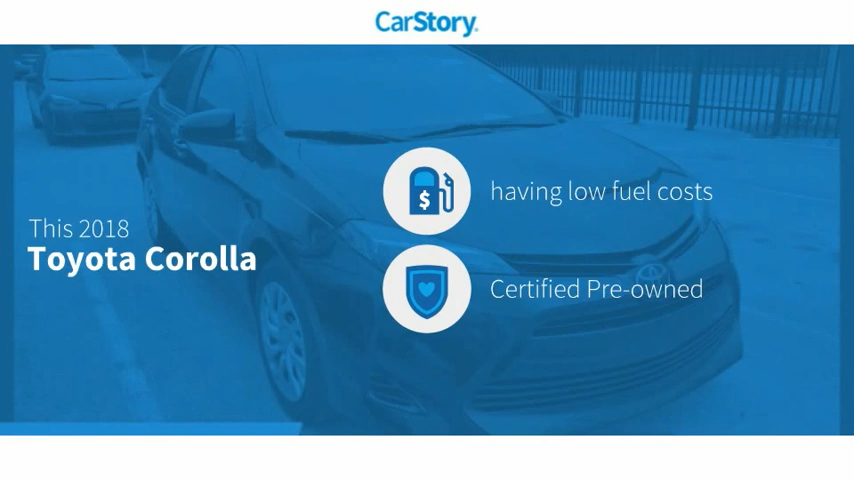 CarStory
This 2018
Toyota Corolla
$
having low fuel costs
Certified Pre-owned